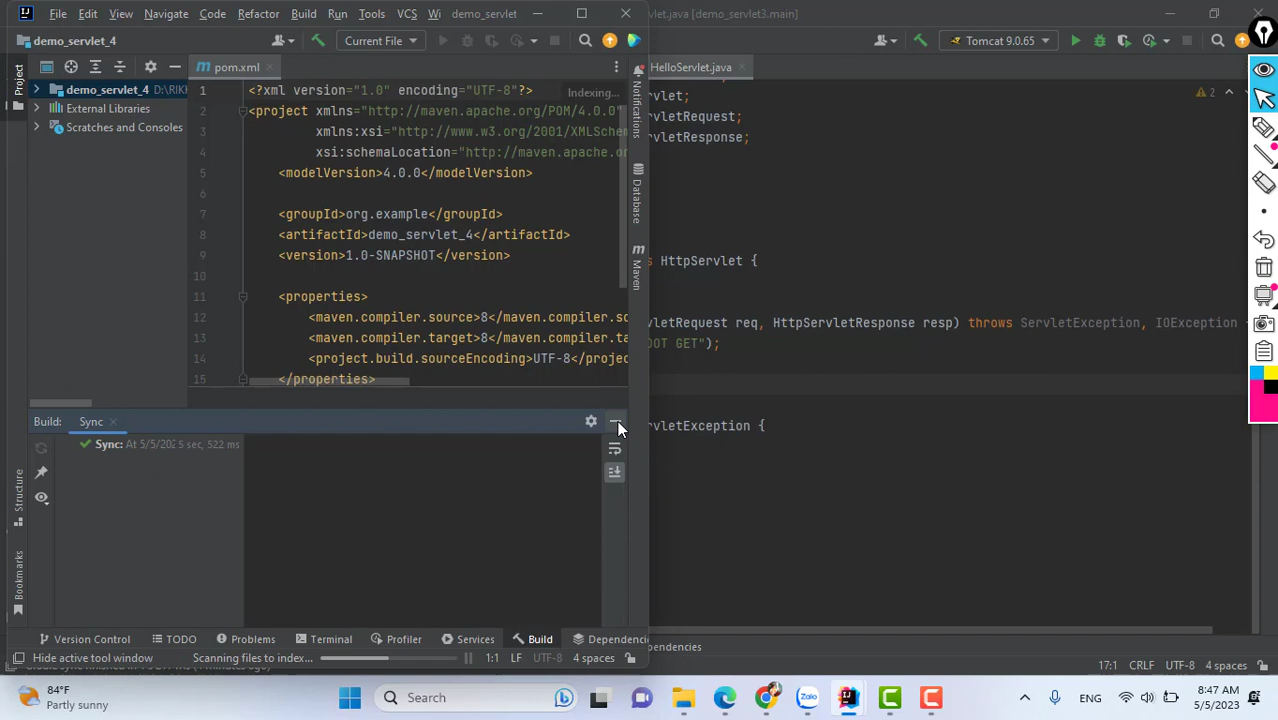 File Edit View Navigate Code Refactor Build Run Tools VCS Wi demo_servlet
vlet.java [demo_servlet3.main]
demo_servlet_4
Current File
Tomcat 9.0.65
Project
demo_servlet_4
External Libraries
Scratches and Consoles
pom.xml
HelloServlet.java
1 <?xml version="1.0" encoding="UTF-8"?>
Indexing...
2 <project xmlns="http://maven.apache.org/POM/4.0.0"
3 xmlns:xsi="http://www.w3.org/2001/XMLSchem
4 xsi:schemaLocation="http://maven.apache.or
5 <modelVersion>4.0.0</modelVersion>
6
7 <groupId>org.example</groupId>
8 <artifactId>demo_servlet_4</artifactId>
9 <version>1.0-SNAPSHOT</version>
10
11 <properties>
12 <maven.compiler.source>8</maven.compiler.so
13 <maven.compiler.target>8</maven.compiler.ta
14 <project.build.sourceEncoding>UTF-8</projec
15 </properties>
Notifications
Database
Maven
2
rvlet;
rvletRequest;
rvletResponse;
s HttpServlet {
vletRequest req, HttpServletResponse resp) throws ServletException, IOException
OOT GET");
rvletException {
Build: Sync
Sync: At 5/5/202 5 sec, 522 ms
Structure
Bookmarks
Version Control TODO Problems Terminal Profiler Services Build Dependenc
endencies
Hide active tool window Scanning files to index... 1:1 LF UTF-8 4 spaces
17:1 CRLF UTF-8 4 spaces
84°F
Partly sunny
Search
Zalo
ENG
8:47 AM
5/5/2023